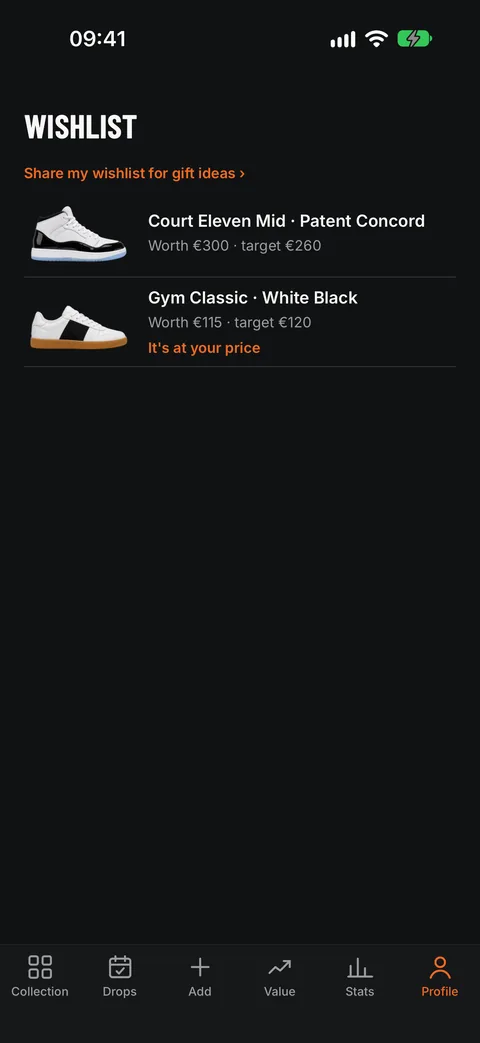 09:41
WISHLIST
Share my wishlist for gift ideas ›
Court Eleven Mid · Patent Concord
Worth €300 · target €260
Gym Classic · White Black
Worth €115 · target €120
It's at your price
Collection
Drops
Add
Value
Stats
Profile